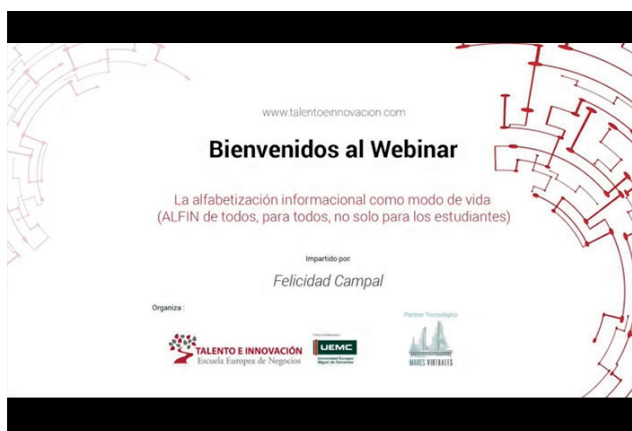 www.talentoeinnovacion.com
Bienvenidos al Webinar
La alfabetización informacional como modo de vida
(ALFIN de todos, para todos, no solo para los estudiantes)
Impartido por:
Felicidad Campal
Organiza :
Partner Tecnológico
TALENTO E INNOVACIÓN
Escuela Europea de Negocios
UEMC
Universidad Europea
Miguel de Cervantes
MARES VIRTUALES